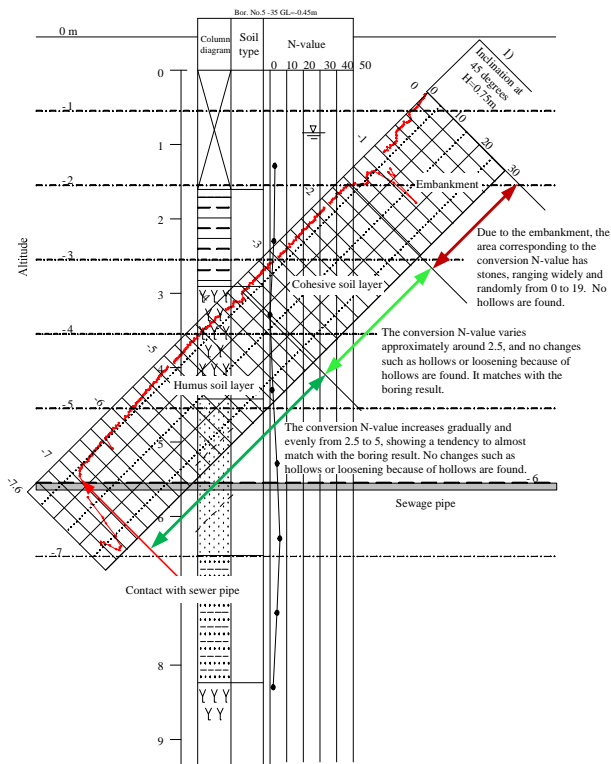 Bor. No.5 -35 GL=-0.45m
0 m
Column
diagram
Soil
type
N-value
0 10 20 30 40 50
0
1
2
3
4
5
6
8
9
Altitude
-1
-2
-3
-4
-5
-6
-7
1)
Inclination at
45 degrees
H=0.75m
0
10
20
30
0
-1
-2
-3
-4
-5
-6
-7
-7.6
Embankment
Cohesive soil layer
Humus soil layer
Due to the embankment, the
area corresponding to the
conversion N-value has
stones, ranging widely and
randomly from 0 to 19. No
hollows are found.
The conversion N-value varies
approximately around 2.5, and no changes
such as hollows or loosening because of
hollows are found. It matches with the
boring result.
The conversion N-value increases gradually and
evenly from 2.5 to 5, showing a tendency to almost
match with the boring result. No changes such as
hollows or loosening because of hollows are found.
Sewage pipe
Contact with sewer pipe